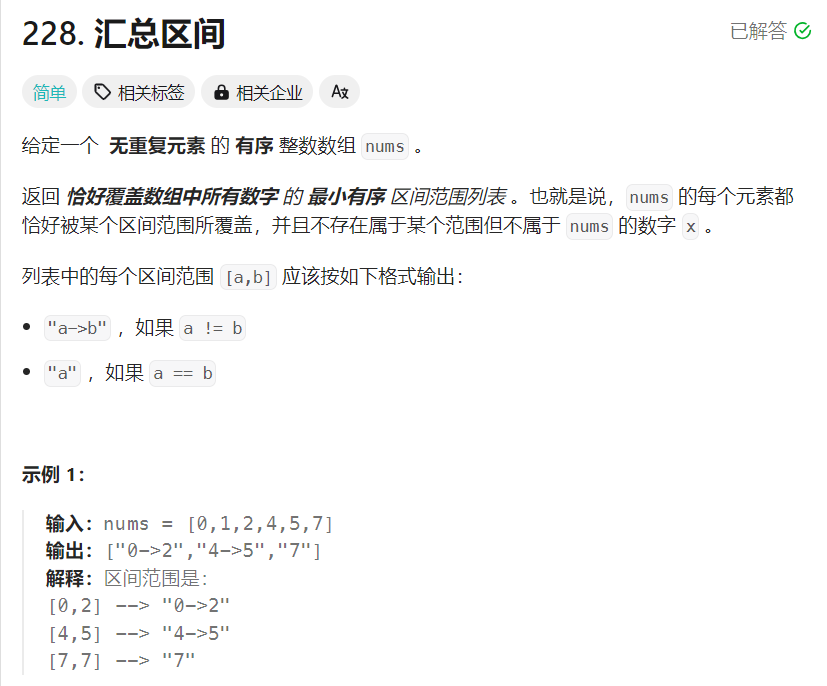 228. 汇总区间
已解答
简单 相关标签 相关企业 A文
给定一个 无重复元素 的 有序 整数数组 nums 。
返回 恰好覆盖数组中所有数字 的 最小有序 区间范围列表 。也就是说，nums 的每个元素都
恰好被某个区间范围所覆盖，并且不存在属于某个范围但不属于 nums 的数字 x 。
列表中的每个区间范围 [a,b] 应该按如下格式输出：
• "a->b" ，如果 a != b
• "a" ，如果 a == b
示例 1：
输入：nums = [0,1,2,4,5,7]
输出：["0->2","4->5","7"]
解释：区间范围是：
[0,2] --> "0->2"
[4,5] --> "4->5"
[7,7] --> "7"